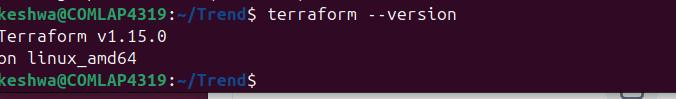 keshwa@COMLAP4319:~/Trend$ terraform --version
Terraform v1.15.0
on linux_amd64
keshwa@COMLAP4319:~/Trend$